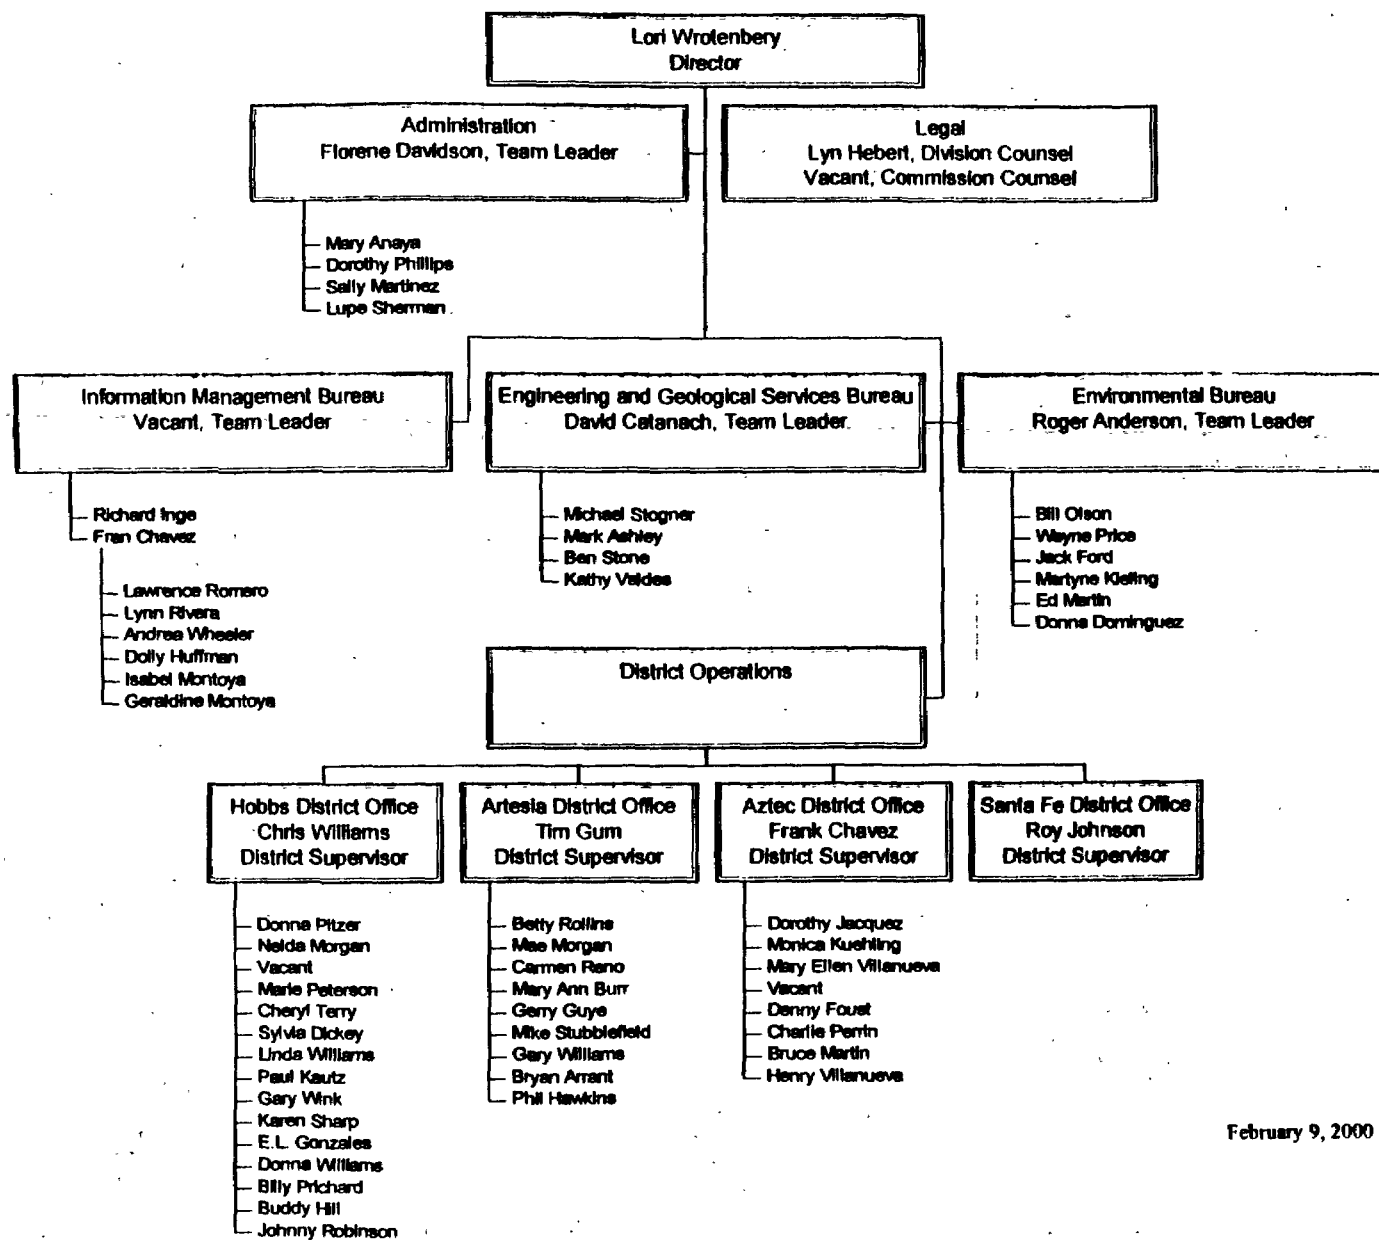 Lori Wrotenbery
Director
Administration
Florene Davidson, Team Leader
Legal
Lyn Hebert, Division Counsel
Vacant, Commission Counsel
Mary Anaya
Dorothy Phillips
Sally Martinez
Lupe Sherman
Information Management Bureau
Vacant, Team Leader
Engineering and Geological Services Bureau
David Catanach, Team Leader
Environmental Bureau
Roger Anderson, Team Leader
Richard Inge
Fran Chavez
Lawrence Romero
Lynn Rivera
Andrea Wheeler
Dolly Huffman
Isabel Montoya
Geraldine Montoya
Michael Stogner
Mark Ashley
Ben Stone
Kathy Valdes
Bill Olson
Wayne Price
Jack Ford
Martyne Kieling
Ed Martin
Donna Dominguez
District Operations
Hobbs District Office
Chris Williams
District Supervisor
Artesia District Office
Tim Gum
District Supervisor
Aztec District Office
Frank Chavez
District Supervisor
Santa Fe District Office
Roy Johnson
District Supervisor
Donna Pitzer
Nelda Morgan
Vacant
Marie Peterson
Cheryl Terry
Sylvia Dickey
Linda Williams
Paul Kautz
Gary Wink
Karen Sharp
E.L. Gonzales
Donna Williams
Billy Prichard
Buddy Hill
Johnny Robinson
Betty Rollins
Mae Morgan
Carmen Reno
Mary Ann Burr
Gerry Guye
Mike Stubblefield
Gary Williams
Bryan Arrant
Phil Hawkins
Dorothy Jacquez
Monica Kuehling
Mary Ellen Villanueva
Vacant
Denny Foust
Charlie Perrin
Bruce Martin
Henry Villanueva
February 9, 2000